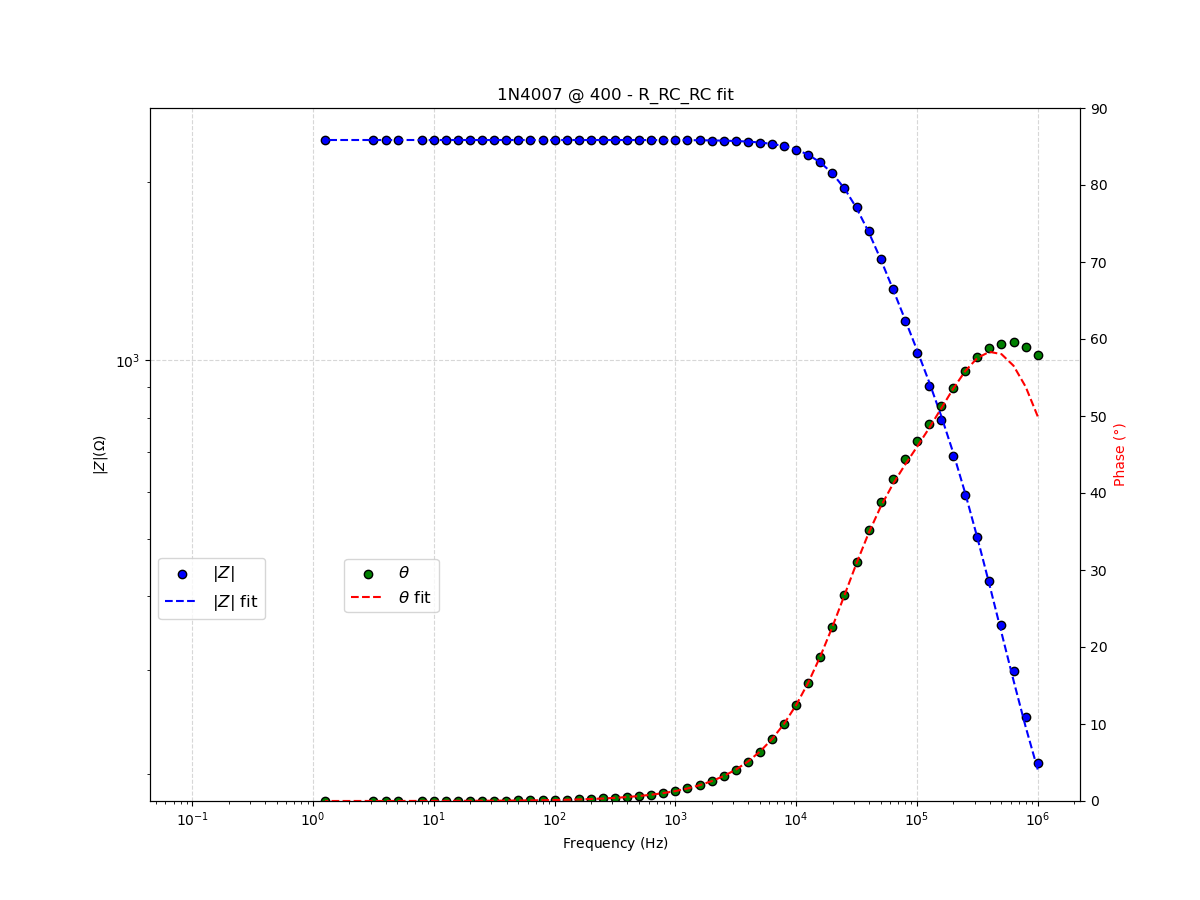 1N4007 @ 400 - R_RC_RC fit
90
80
70
60
50
40
30
20
10
0
Phase (°)
10³
|Z|(Ω)
|Z|
|Z| fit
θ
θ fit
10⁻¹
10⁰
10¹
10²
10³
10⁴
10⁵
10⁶
Frequency (Hz)